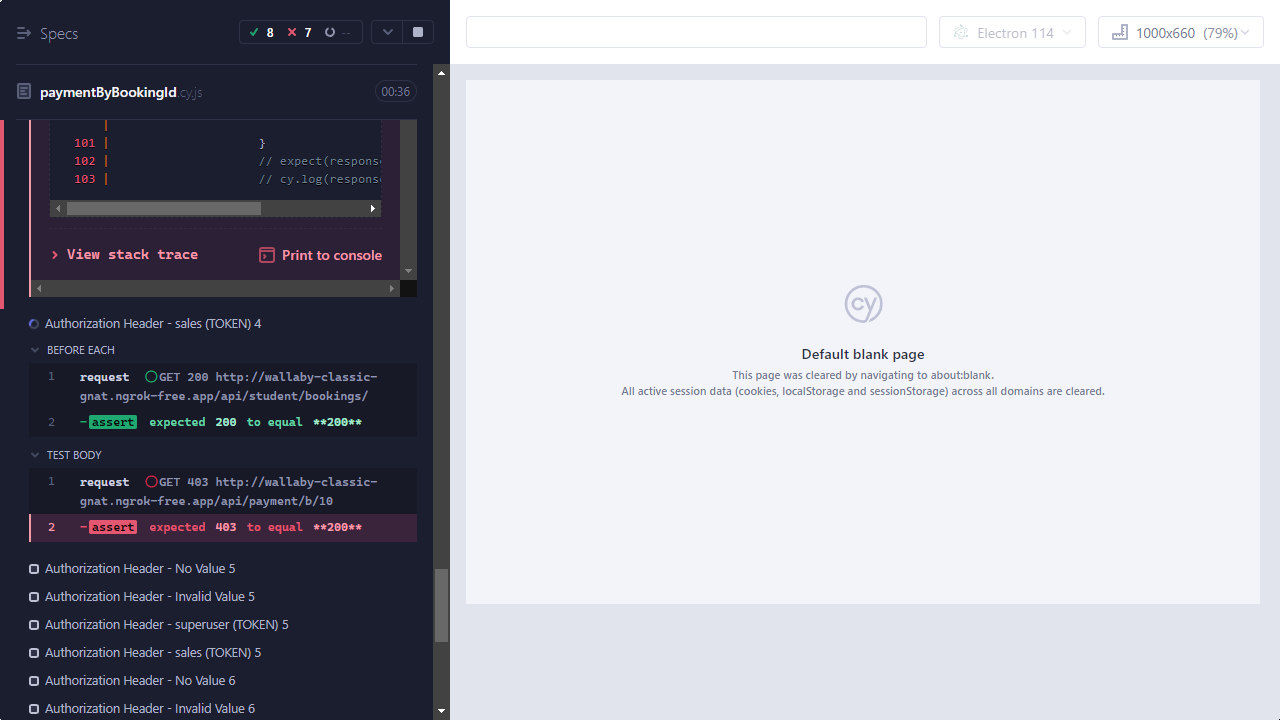 Specs
8
7
--
paymentByBookingId.cy.js
00:36
|
101 | }
102 | // expect(response
103 | // cy.log(response
> View stack trace
Print to console
Authorization Header - sales (TOKEN) 4
BEFORE EACH
1 request GET 200 http://wallaby-classic-
gnat.ngrok-free.app/api/student/bookings/
2 -assert expected 200 to equal **200**
TEST BODY
1 request GET 403 http://wallaby-classic-
gnat.ngrok-free.app/api/payment/b/10
2 -assert expected 403 to equal **200**
Authorization Header - No Value 5
Authorization Header - Invalid Value 5
Authorization Header - superuser (TOKEN) 5
Authorization Header - sales (TOKEN) 5
Authorization Header - No Value 6
Authorization Header - Invalid Value 6
Electron 114
1000x660 (79%)
cy
Default blank page
This page was cleared by navigating to about:blank.
All active session data (cookies, localStorage and sessionStorage) across all domains are cleared.